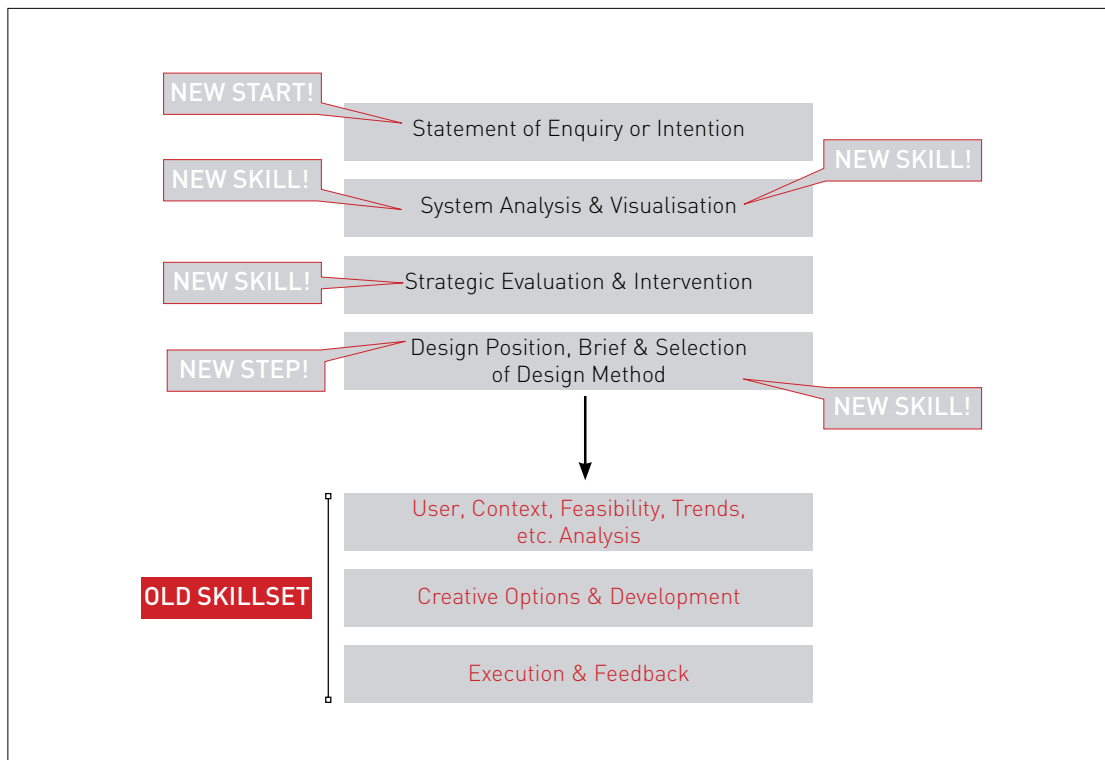 NEW START!
Statement of Enquiry or Intention
NEW SKILL!
NEW SKILL!
System Analysis & Visualisation
NEW SKILL!
Strategic Evaluation & Intervention
Design Position, Brief & Selection
of Design Method
NEW STEP!
NEW SKILL!
User, Context, Feasibility, Trends,
etc. Analysis
OLD SKILLSET
Creative Options & Development
Execution & Feedback